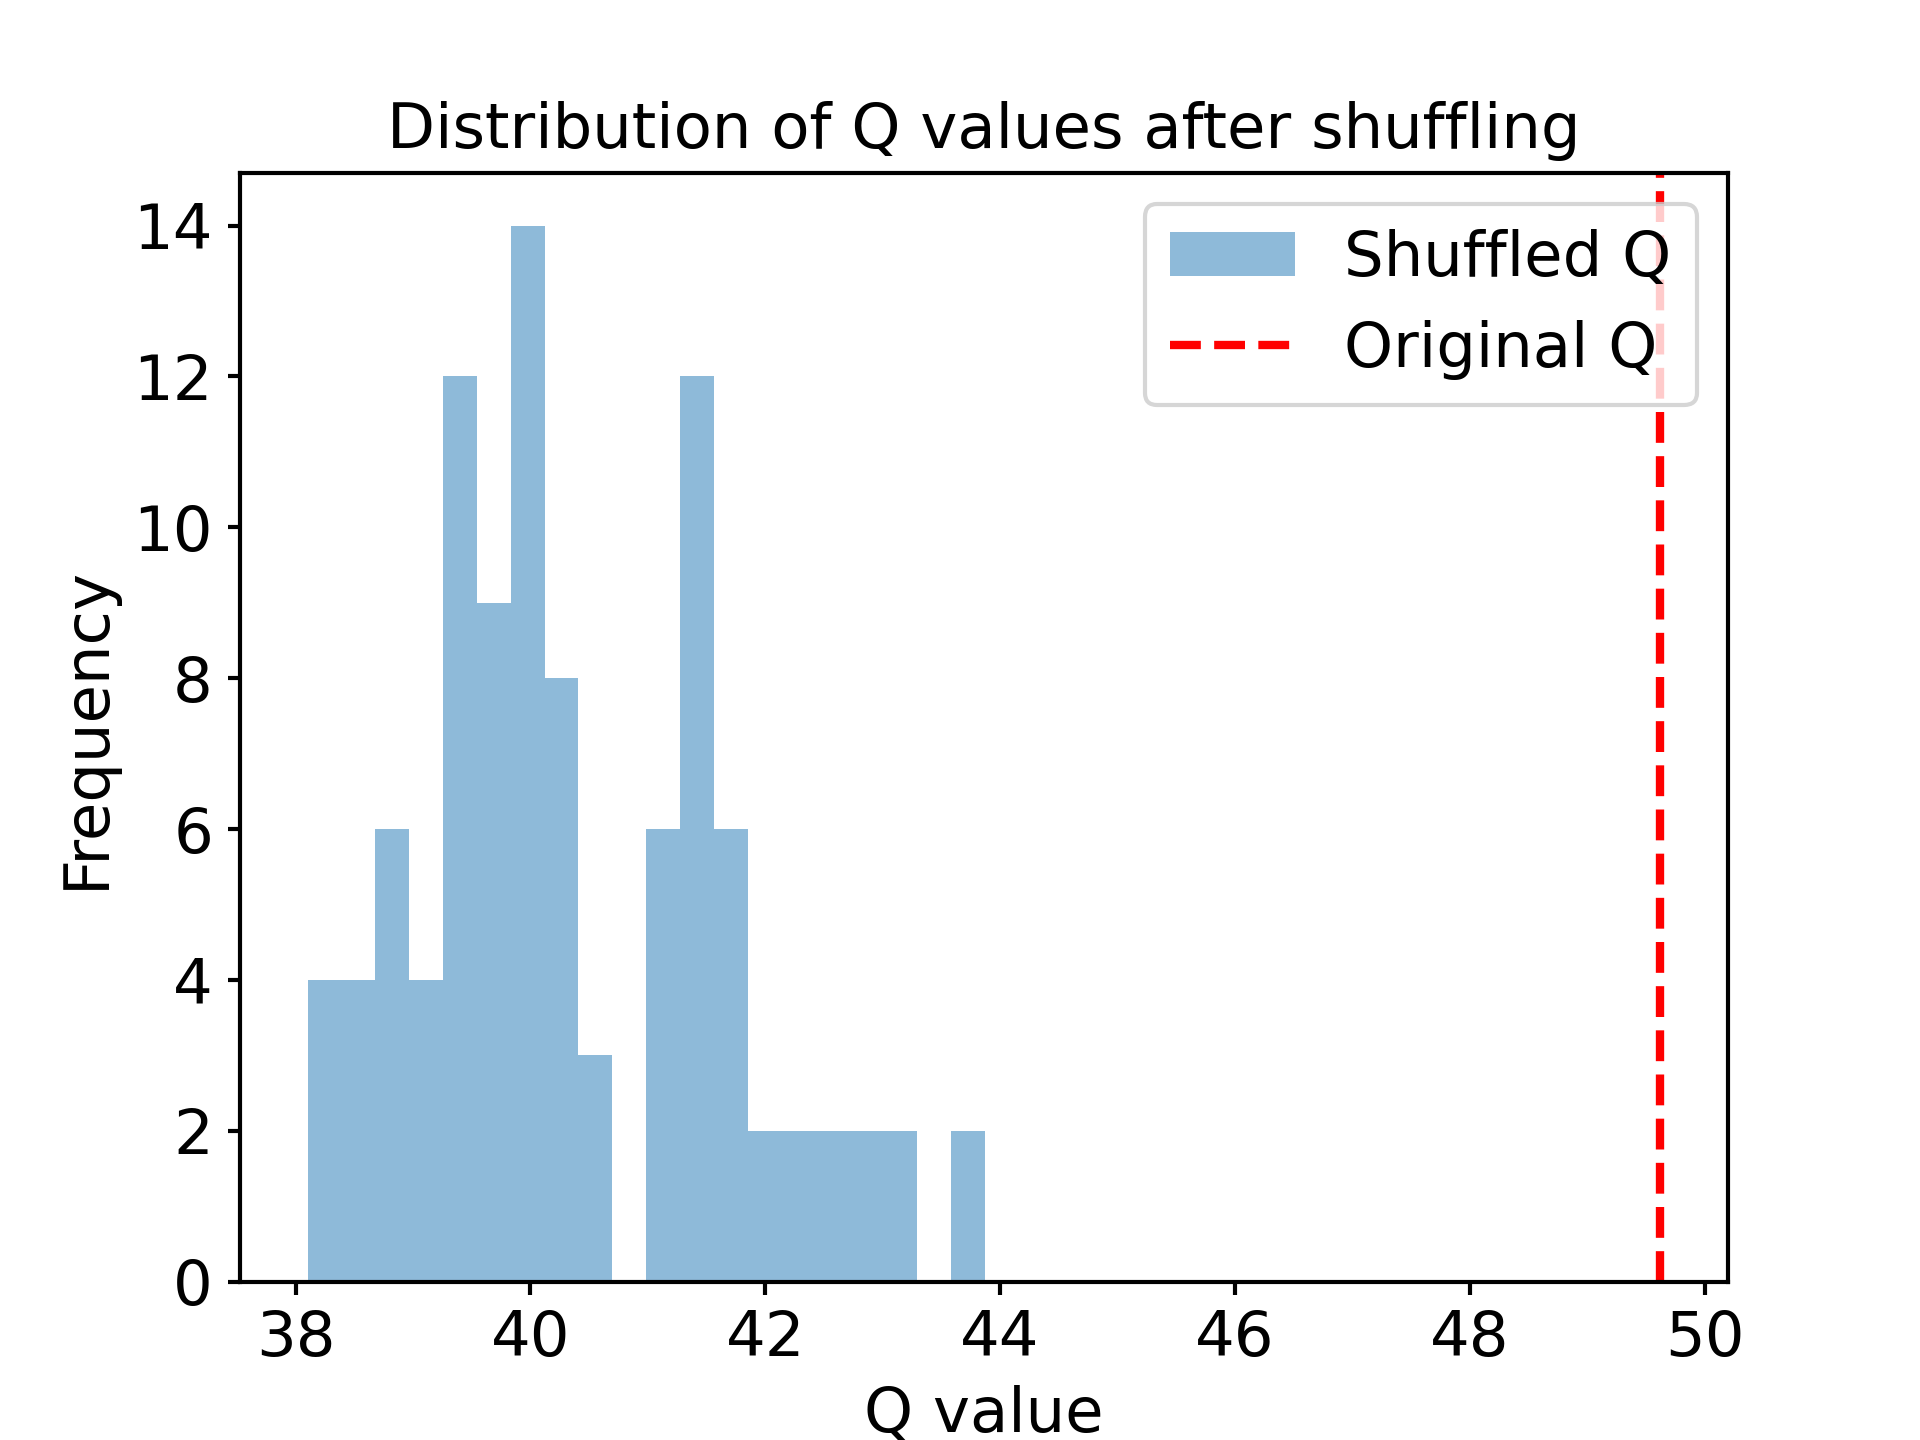 Distribution of Q values after shuffling
Shuffled Q
Original Q
Frequency
14
12
10
8
6
4
2
0
38 40 42 44 46 48 50
Q value